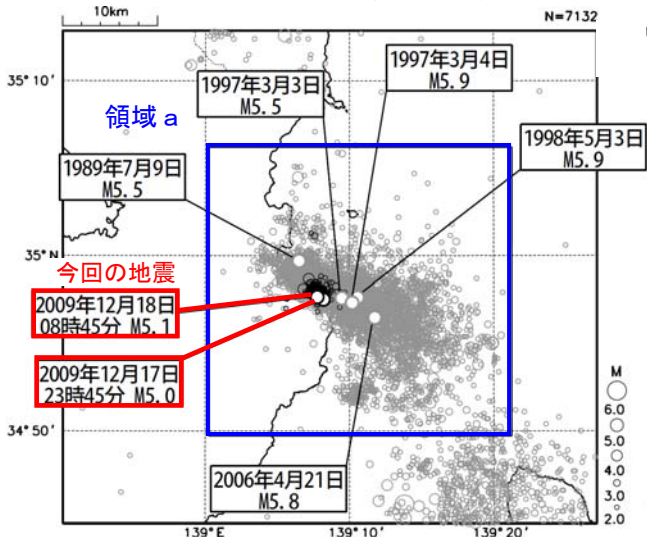 10km
N=7132
35°10'
1997年3月4日
M5.9
1997年3月3日
M5.5
領域a
1998年5月3日
M5.9
1989年7月9日
M5.5
35°N
今回の地震
2009年12月18日
08時45分 M5.1
2009年12月17日
23時45分 M5.0
34°50'
2006年4月21日
M5.8
M
6.0
5.0
4.0
3.0
2.0
139°E
139°10'
139°20'